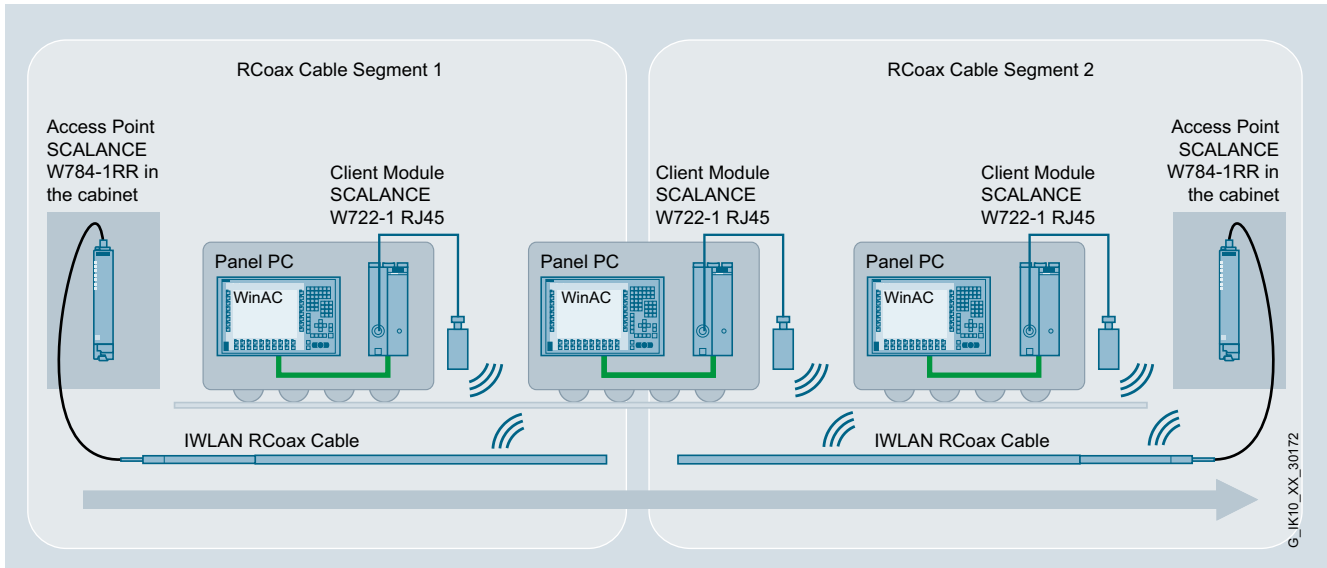 RCoax Cable Segment 1
RCoax Cable Segment 2
Access Point
SCALANCE
W784-1RR in
the cabinet
Client Module
SCALANCE
W722-1 RJ45
Client Module
SCALANCE
W722-1 RJ45
Client Module
SCALANCE
W722-1 RJ45
Access Point
SCALANCE
W784-1RR in
the cabinet
Panel PC
WinAC
Panel PC
WinAC
Panel PC
WinAC
IWLAN RCoax Cable
IWLAN RCoax Cable
G_IK10_XX_30172